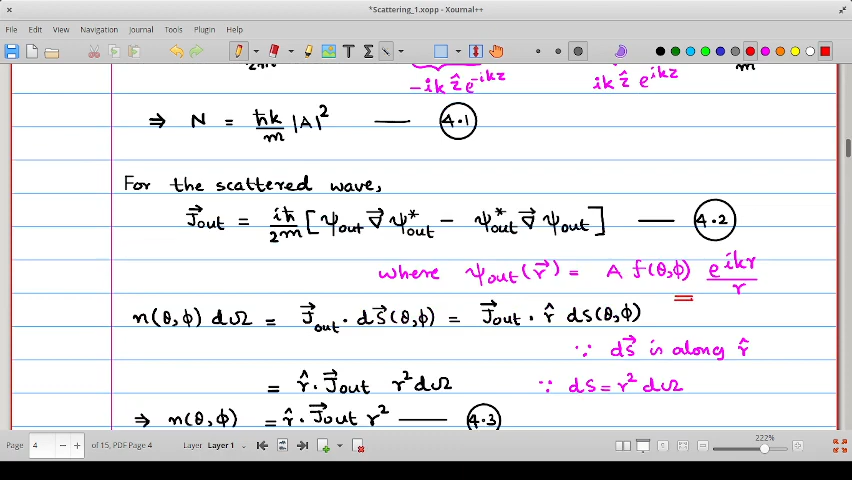 *Scattering_1.xopp - Xournal++
File Edit View Navigation Journal Tools Plugin Help
2m m
-ik ẑ e^{-ikz} ik ẑ e^{ikz}
⇒ N = ħk/m |A|² —— 4.1
For the scattered wave,
J⃗out = iħ/2m [ψout ∇⃗ψ*out − ψ*out ∇⃗ψout] —— 4.2
where ψout(r⃗) = A f(θ,φ) e^{ikr}/r
n(θ,φ) dΩ = J⃗out · dS⃗(θ,φ) = J⃗out · r̂ dS(θ,φ)
∵ dS⃗ is along r̂
= r̂ · J⃗out r² dΩ ∵ dS = r² dΩ
⇒ n(θ,φ) = r̂ · J⃗out r² —— 4.3
Page 4 of 15, PDF Page 4 Layer Layer 1 222%